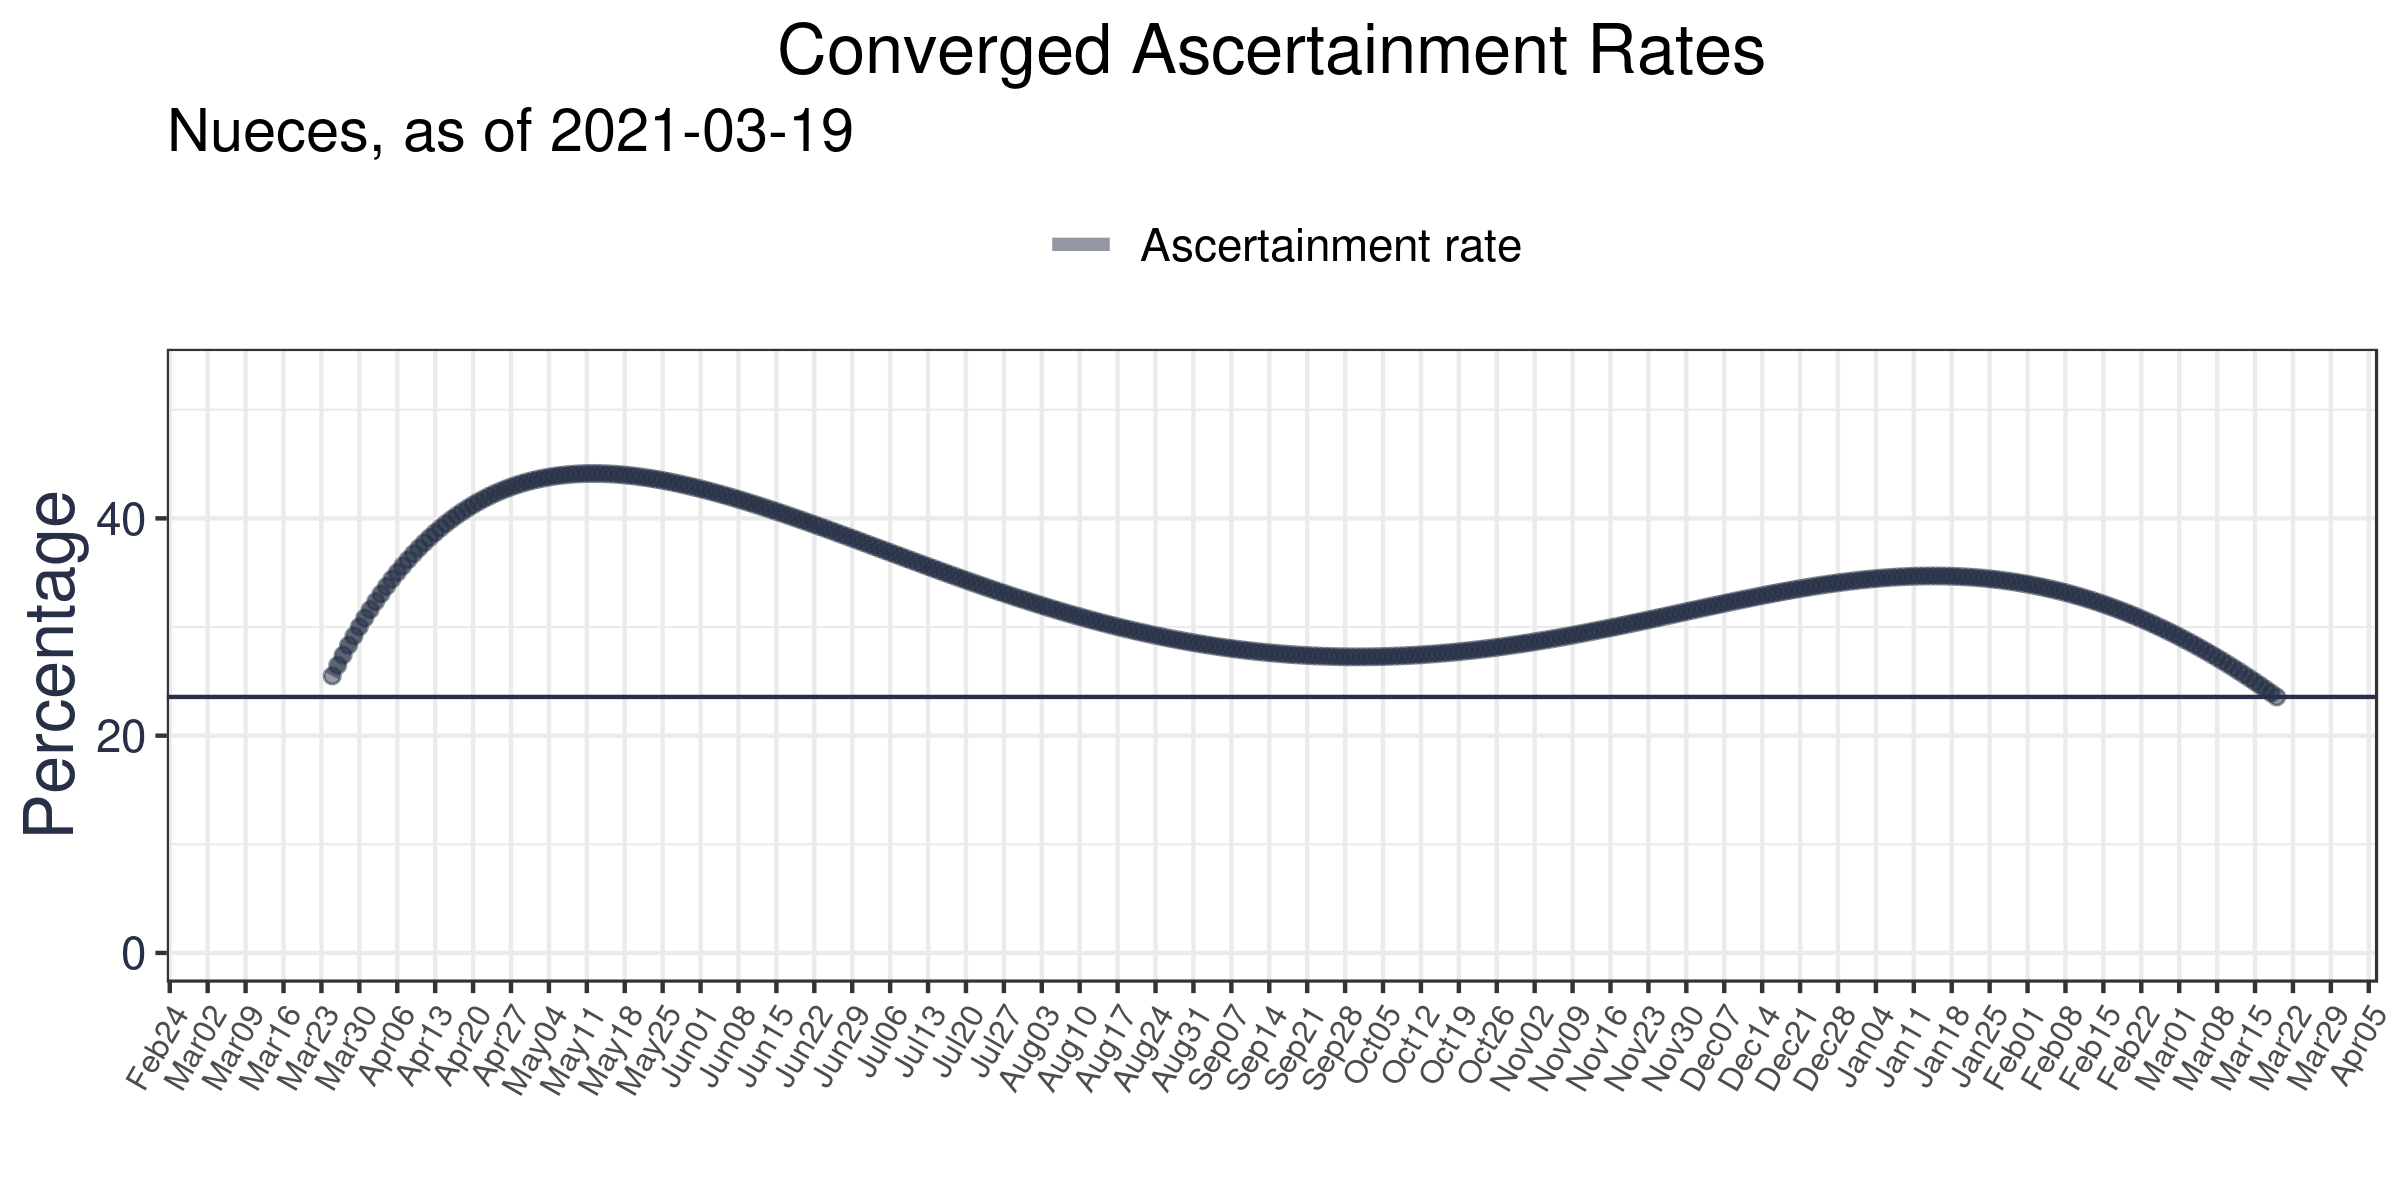 Converged Ascertainment Rates
Nueces, as of 2021-03-19
Ascertainment rate
Percentage
40
20
0
Feb24 Mar02 Mar09 Mar16 Mar23 Mar30 Apr06 Apr13 Apr20 Apr27 May04 May11 May18 May25 Jun01 Jun08 Jun15 Jun22 Jun29 Jul06 Jul13 Jul20 Jul27 Aug03 Aug10 Aug17 Aug24 Aug31 Sep07 Sep14 Sep21 Sep28 Oct05 Oct12 Oct19 Oct26 Nov02 Nov09 Nov16 Nov23 Nov30 Dec07 Dec14 Dec21 Dec28 Jan04 Jan11 Jan18 Jan25 Feb01 Feb08 Feb15 Feb22 Mar01 Mar08 Mar15 Mar22 Mar29 Apr05